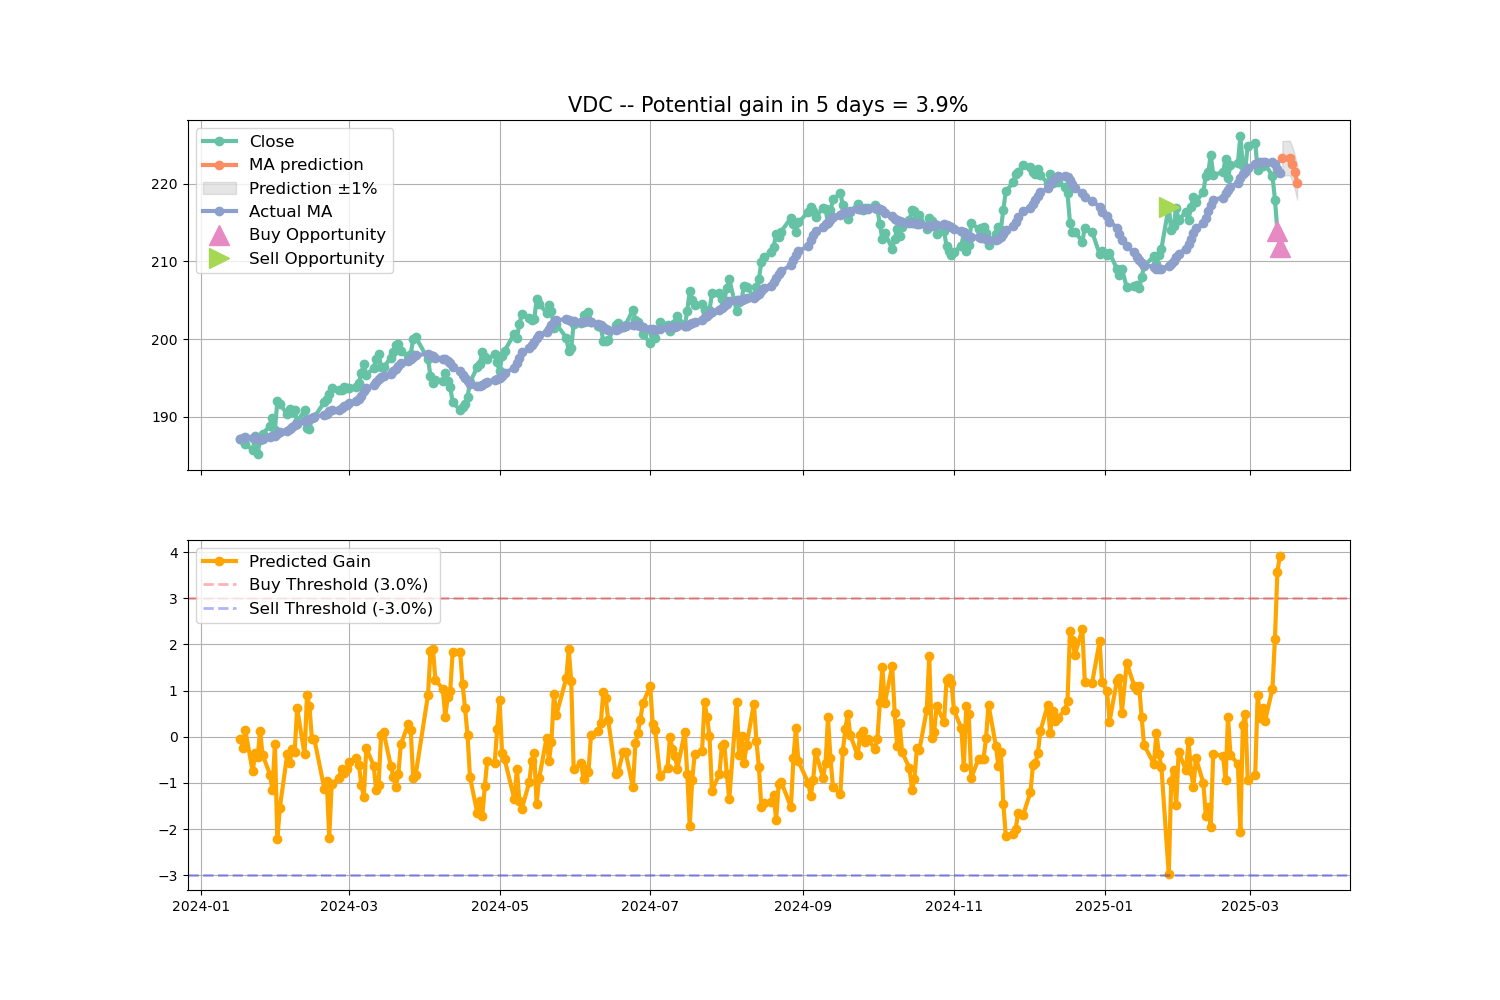 VDC -- Potential gain in 5 days = 3.9%
Close
MA prediction
Prediction ±1%
Actual MA
Buy Opportunity
Sell Opportunity
220
210
200
190
Predicted Gain
Buy Threshold (3.0%)
Sell Threshold (-3.0%)
4
3
2
1
0
−1
−2
−3
2024-01 2024-03 2024-05 2024-07 2024-09 2024-11 2025-01 2025-03